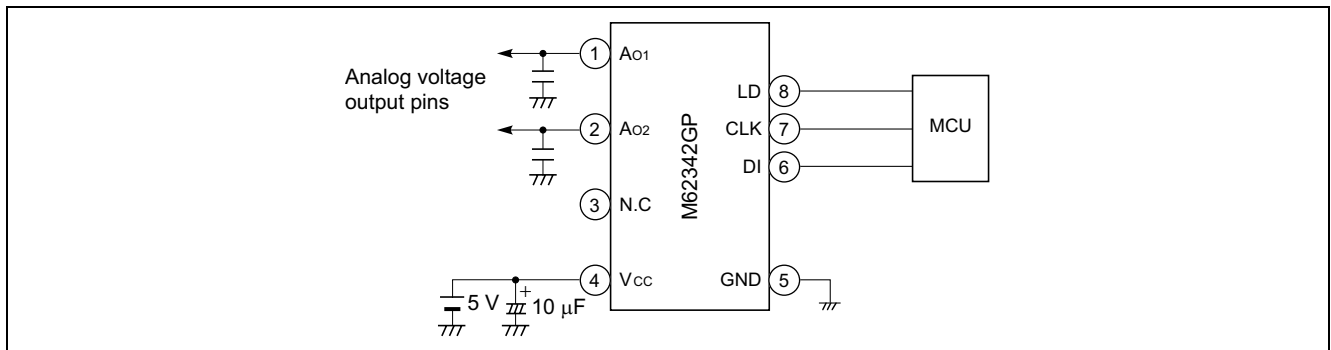 Analog voltage
output pins
1 AO1
2 AO2
3 N.C
4 VCC
5 V
+
10 μF
M62342GP
LD 8
CLK 7
DI 6
GND 5
MCU